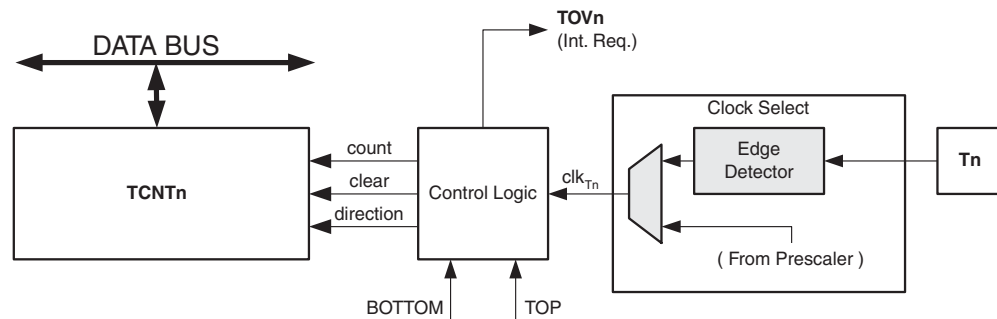 TOVn
(Int. Req.)
DATA BUS
Clock Select
count
Edge
Detector
Tn
TCNTn
clear
Control Logic
clkTn
direction
( From Prescaler )
BOTTOM
TOP